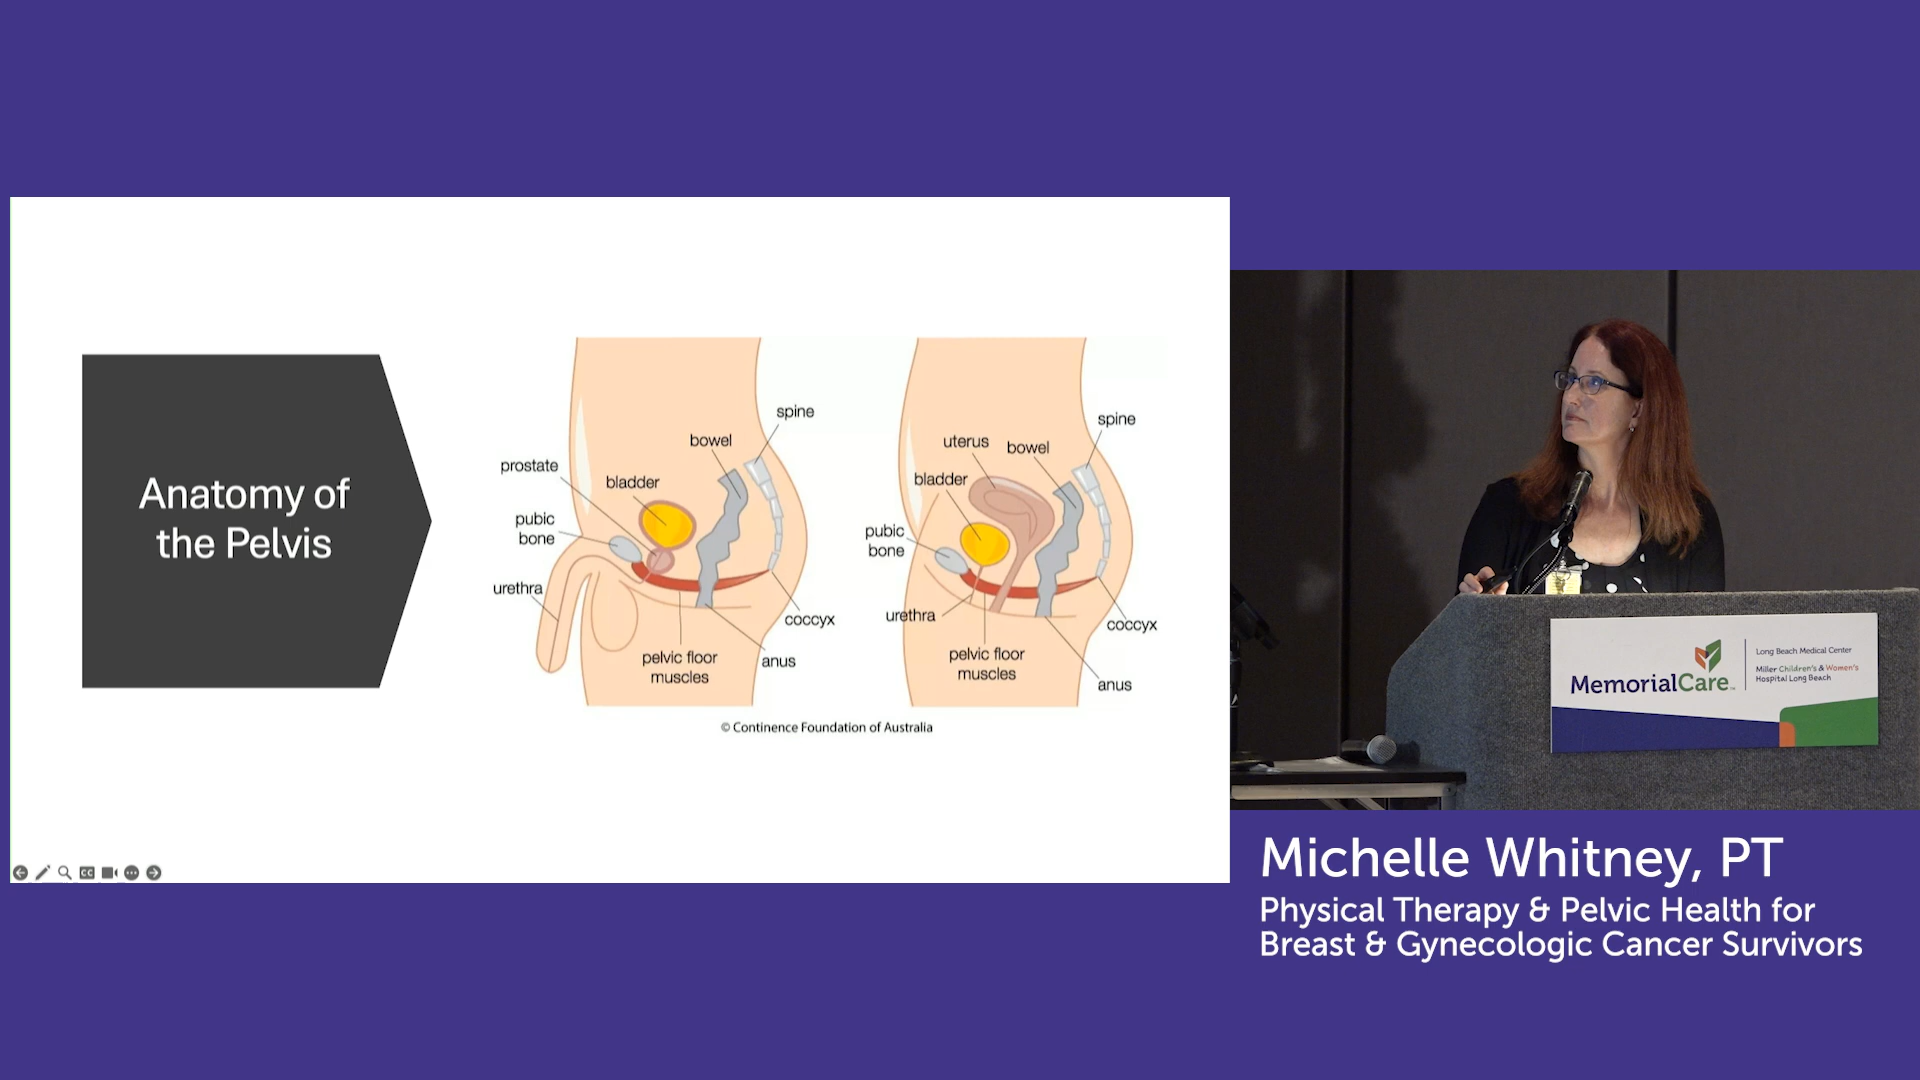 Anatomy of
the Pelvis
spine
bowel
prostate
bladder
pubic
bone
urethra
coccyx
pelvic floor
muscles
anus
spine
uterus
bowel
bladder
pubic
bone
urethra
coccyx
pelvic floor
muscles
anus
© Continence Foundation of Australia
CC
MemorialCare™
Long Beach Medical Center
Miller Children's & Women's
Hospital Long Beach
Michelle Whitney, PT
Physical Therapy & Pelvic Health for
Breast & Gynecologic Cancer Survivors